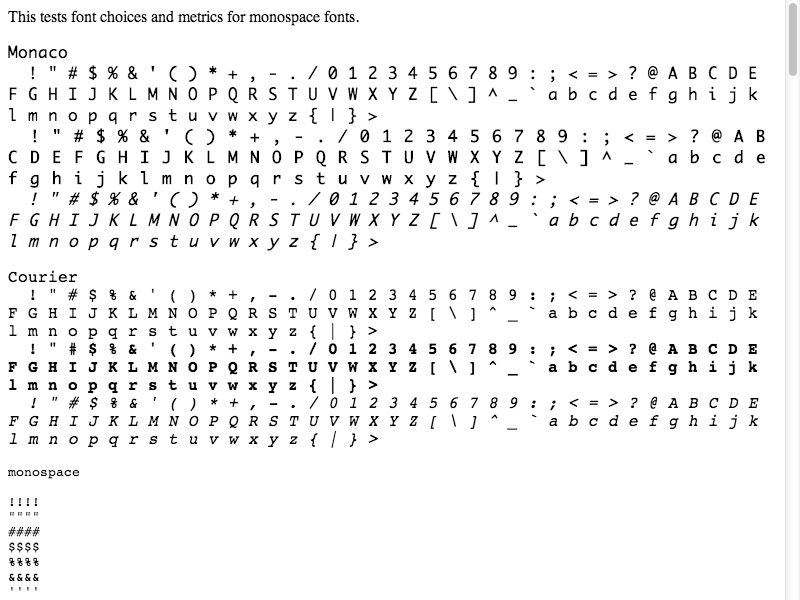 This tests font choices and metrics for monospace fonts.
Monaco
! " # $ % & ' ( ) * + , - . / 0 1 2 3 4 5 6 7 8 9 : ; < = > ? @ A B C D E
F G H I J K L M N O P Q R S T U V W X Y Z [ \ ] ^ _ ` a b c d e f g h i j k
l m n o p q r s t u v w x y z { | } >
! " # $ % & ' ( ) * + , - . / 0 1 2 3 4 5 6 7 8 9 : ; < = > ? @ A B
C D E F G H I J K L M N O P Q R S T U V W X Y Z [ \ ] ^ _ ` a b c d e
f g h i j k l m n o p q r s t u v w x y z { | } >
! " # $ % & ' ( ) * + , - . / 0 1 2 3 4 5 6 7 8 9 : ; < = > ? @ A B C D E
F G H I J K L M N O P Q R S T U V W X Y Z [ \ ] ^ _ ` a b c d e f g h i j k
l m n o p q r s t u v w x y z { | } >
Courier
! " # $ % & ' ( ) * + , - . / 0 1 2 3 4 5 6 7 8 9 : ; < = > ? @ A B C D E
F G H I J K L M N O P Q R S T U V W X Y Z [ \ ] ^ _ ` a b c d e f g h i j k
l m n o p q r s t u v w x y z { | } >
! " # $ % & ' ( ) * + , - . / 0 1 2 3 4 5 6 7 8 9 : ; < = > ? @ A B C D E
F G H I J K L M N O P Q R S T U V W X Y Z [ \ ] ^ _ ` a b c d e f g h i j k
l m n o p q r s t u v w x y z { | } >
! " # $ % & ' ( ) * + , - . / 0 1 2 3 4 5 6 7 8 9 : ; < = > ? @ A B C D E
F G H I J K L M N O P Q R S T U V W X Y Z [ \ ] ^ _ ` a b c d e f g h i j k
l m n o p q r s t u v w x y z { | } >
monospace
!!!!
""""
####
$$$$
%%%%
&&&&
''''